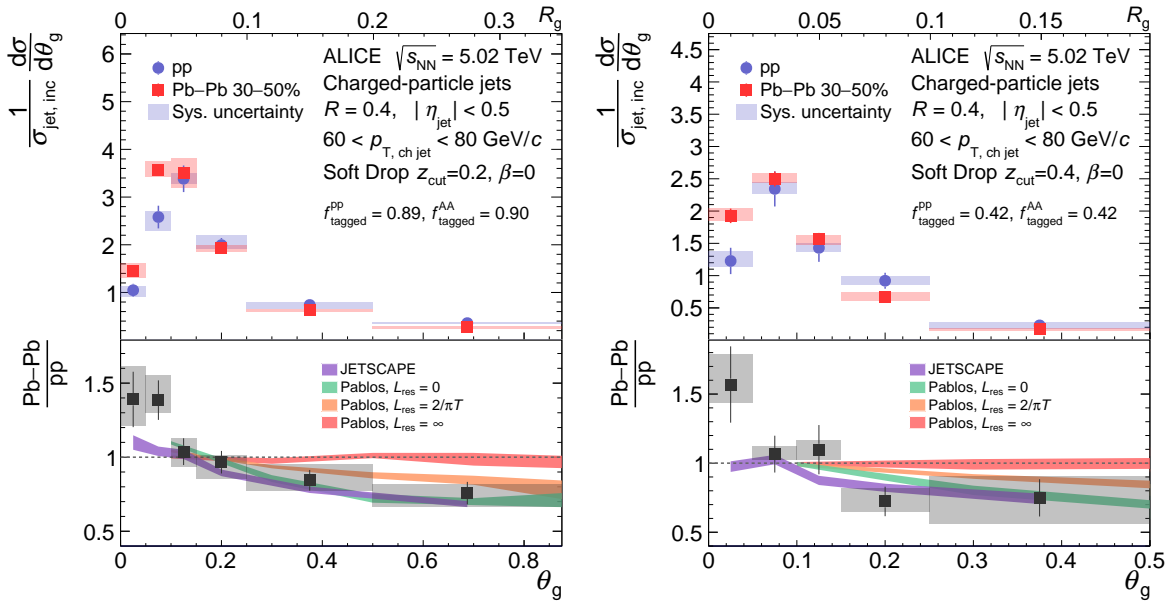 0 0.1 0.2 0.3 R_g
1/σ_jet, inc dσ/dθ_g
6
5
4
3
2
1
pp
Pb–Pb 30–50%
Sys. uncertainty
ALICE √s_NN = 5.02 TeV
Charged-particle jets
R = 0.4, | η_jet | < 0.5
60 < p_T, ch jet < 80 GeV/c
Soft Drop z_cut=0.2, β=0
f^pp_tagged = 0.89, f^AA_tagged = 0.90
Pb–Pb/pp
1.5
1
0.5
JETSCAPE
Pablos, L_res = 0
Pablos, L_res = 2/πT
Pablos, L_res = ∞
0 0.2 0.4 0.6 0.8
θ_g
0 0.05 0.1 0.15 R_g
1/σ_jet, inc dσ/dθ_g
4.5
4
3.5
3
2.5
2
1.5
1
0.5
pp
Pb–Pb 30–50%
Sys. uncertainty
ALICE √s_NN = 5.02 TeV
Charged-particle jets
R = 0.4, | η_jet | < 0.5
60 < p_T, ch jet < 80 GeV/c
Soft Drop z_cut=0.4, β=0
f^pp_tagged = 0.42, f^AA_tagged = 0.42
Pb–Pb/pp
1.5
1
0.5
JETSCAPE
Pablos, L_res = 0
Pablos, L_res = 2/πT
Pablos, L_res = ∞
0 0.1 0.2 0.3 0.4 0.5
θ_g